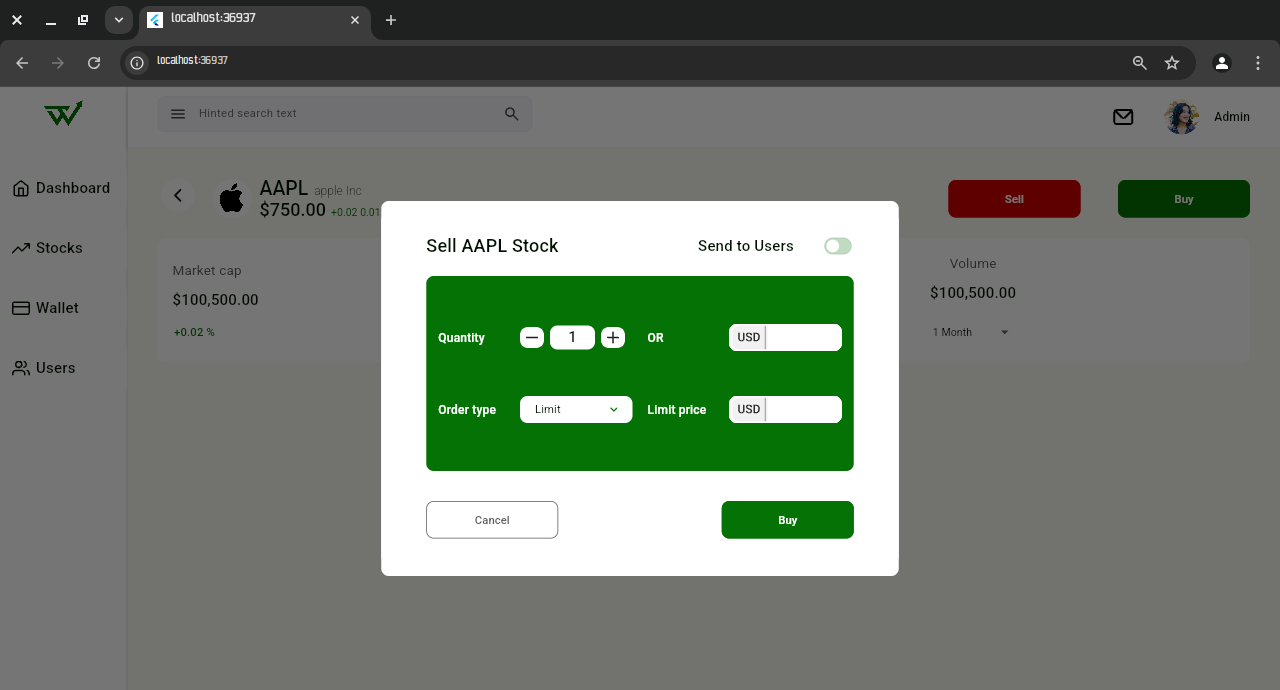 localhost:36937
localhost:36937
Hinted search text
Admin
Dashboard
Stocks
Wallet
Users
AAPL apple Inc
$750.00 +0.02 0.01
Sell
Buy
Market cap
$100,500.00
+0.02 %
Volume
$100,500.00
1 Month
Sell AAPL Stock
Send to Users
Quantity
1
OR
USD
Order type
Limit
Limit price
USD
Cancel
Buy